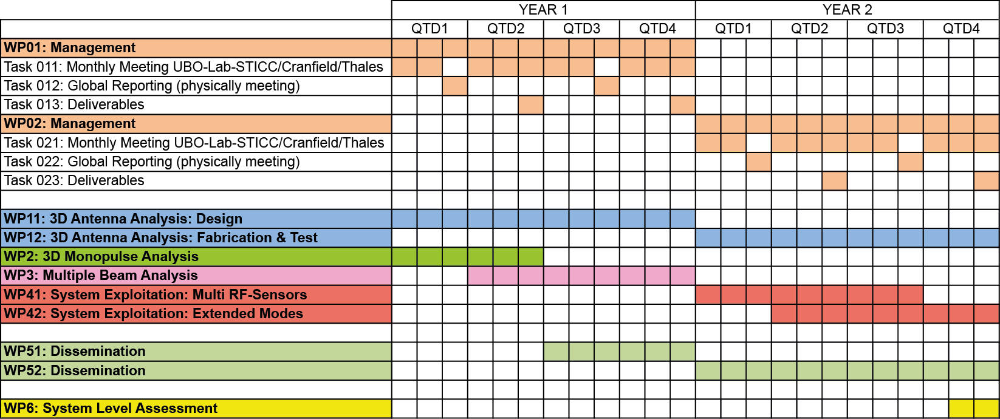 YEAR 1 YEAR 2
QTD1 QTD2 QTD3 QTD4 QTD1 QTD2 QTD3 QTD4
WP01: Management
Task 011: Monthly Meeting UBO-Lab-STICC/Cranfield/Thales
Task 012: Global Reporting (physically meeting)
Task 013: Deliverables
WP02: Management
Task 021: Monthly Meeting UBO-Lab-STICC/Cranfield/Thales
Task 022: Global Reporting (physically meeting)
Task 023: Deliverables
WP11: 3D Antenna Analysis: Design
WP12: 3D Antenna Analysis: Fabrication & Test
WP2: 3D Monopulse Analysis
WP3: Multiple Beam Analysis
WP41: System Exploitation: Multi RF-Sensors
WP42: System Exploitation: Extended Modes
WP51: Dissemination
WP52: Dissemination
WP6: System Level Assessment